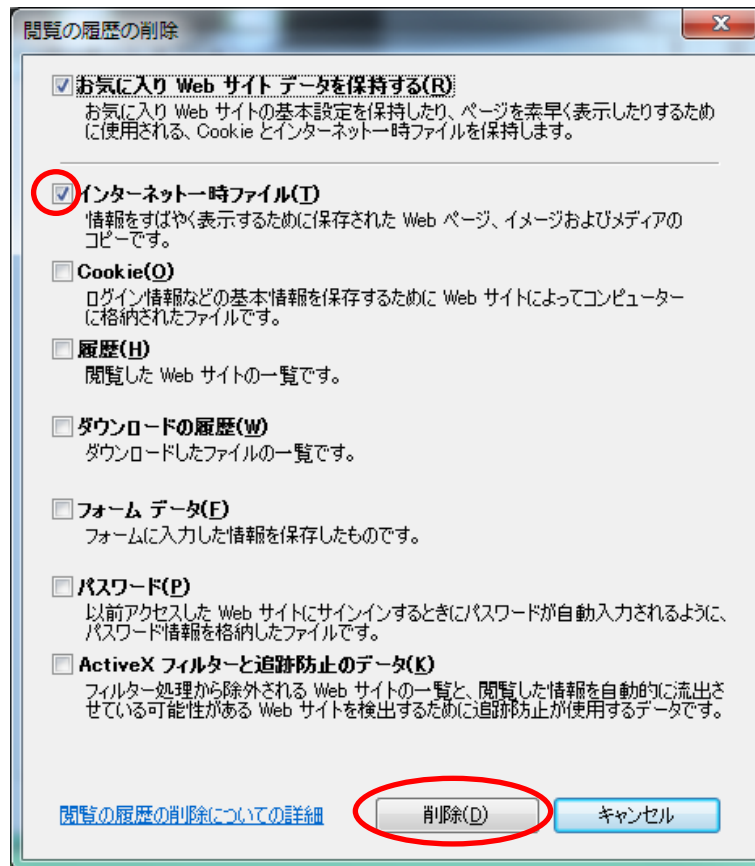 閲覧の履歴の削除
お気に入り Web サイト データを保持する(R)
お気に入り Web サイトの基本設定を保持したり、ページを素早く表示したりするため
に使用される、Cookie とインターネット一時ファイルを保持します。
インターネット一時ファイル(T)
情報をすばやく表示するために保存された Web ページ、イメージおよびメディアの
コピーです。
Cookie(O)
ログイン情報などの基本情報を保存するために Web サイトによってコンピューター
に格納されたファイルです。
履歴(H)
閲覧した Web サイトの一覧です。
ダウンロードの履歴(W)
ダウンロードしたファイルの一覧です。
フォーム データ(F)
フォームに入力した情報を保存したものです。
パスワード(P)
以前アクセスした Web サイトにサインインするときにパスワードが自動入力されるように、
パスワード情報を格納したファイルです。
ActiveX フィルターと追跡防止のデータ(K)
フィルター処理から除外される Web サイトの一覧と、閲覧した情報を自動的に流出さ
せている可能性がある Web サイトを検出するために追跡防止が使用するデータです。
閲覧の履歴の削除についての詳細 削除(D) キャンセル